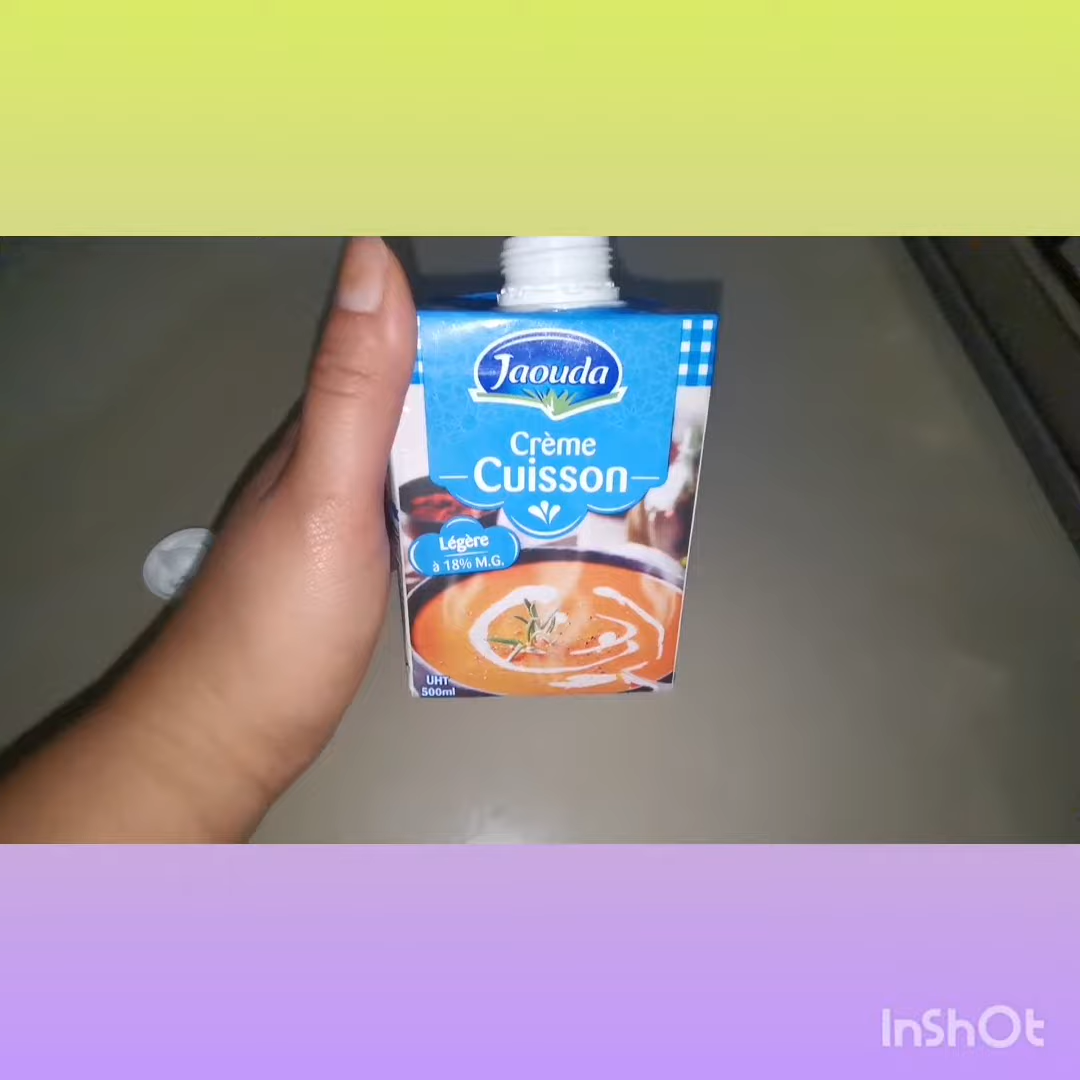 Jaouda
Crème
Cuisson
Légère
à 18% M.G.
UHT
500ml
InShOt